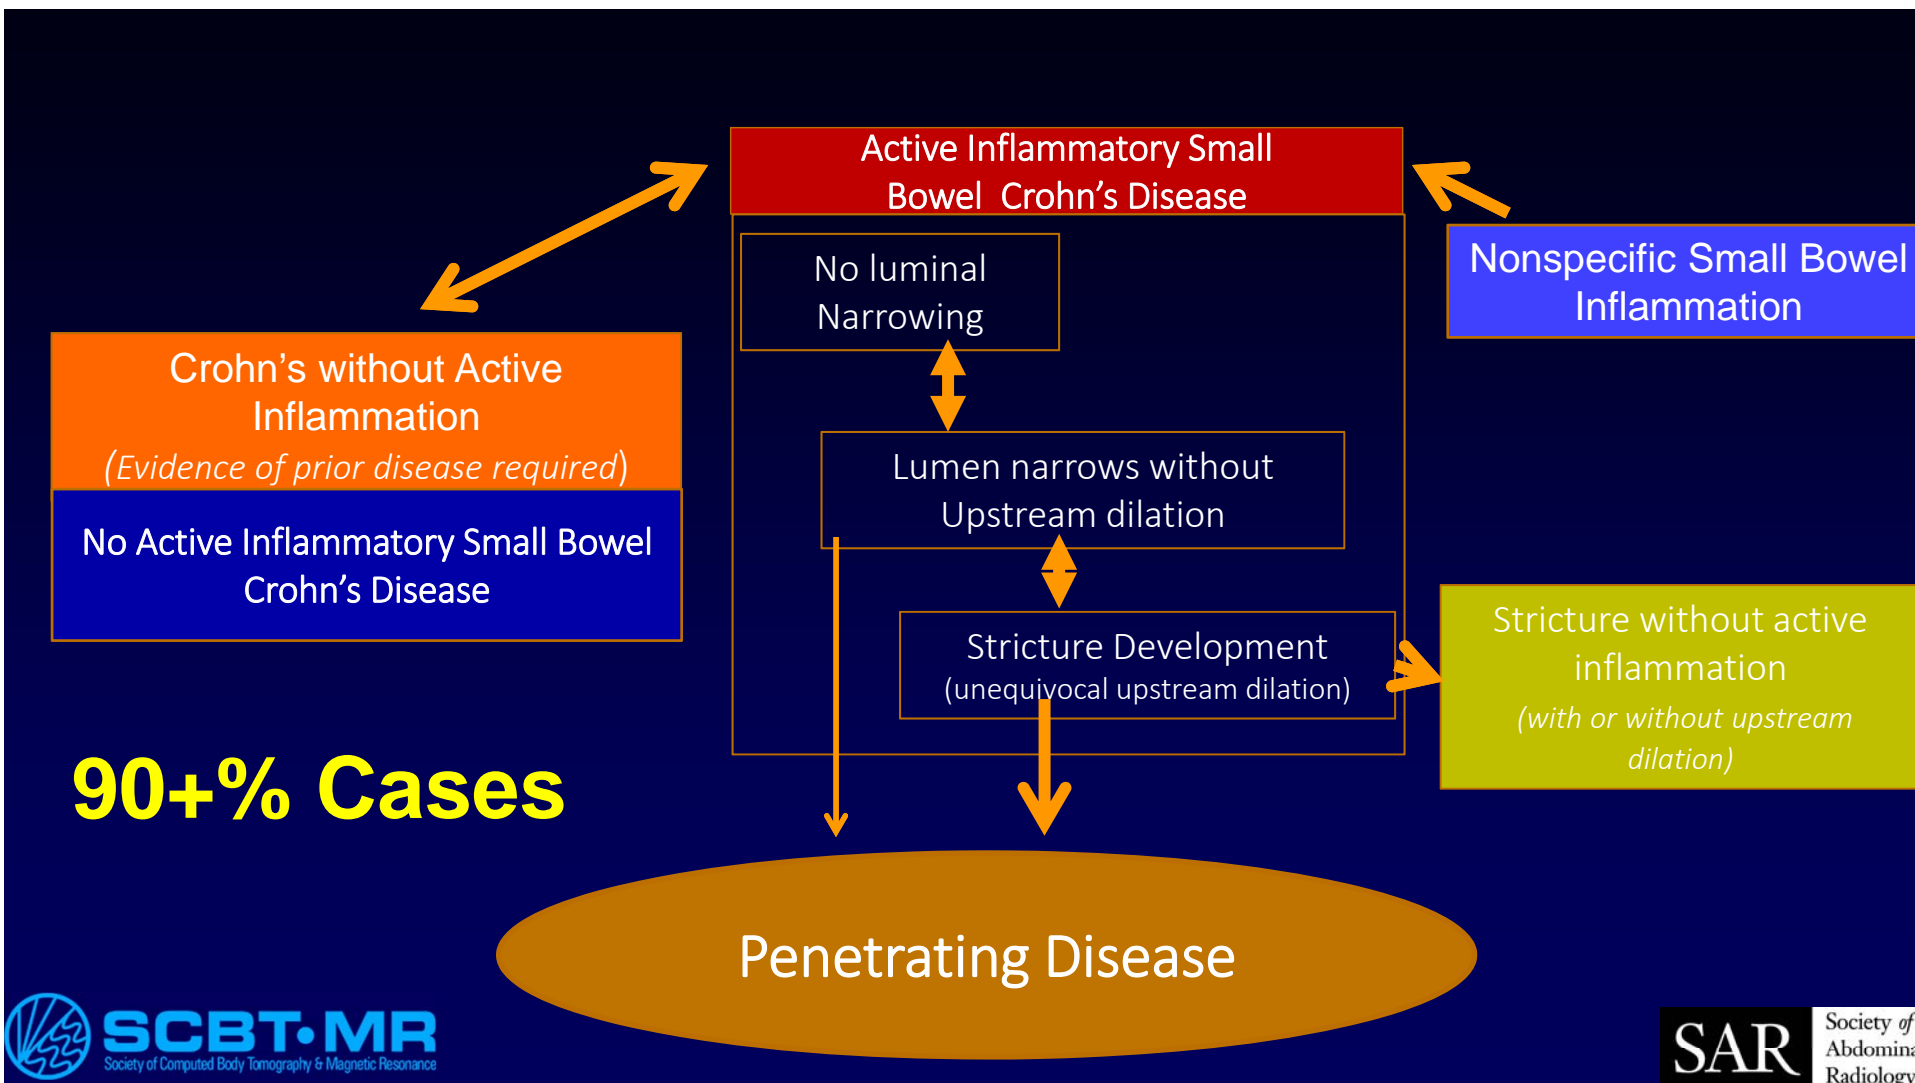 Active Inflammatory Small
Bowel Crohn's Disease
No luminal
Narrowing
Nonspecific Small Bowel
Inflammation
Crohn's without Active
Inflammation
(Evidence of prior disease required)
No Active Inflammatory Small Bowel
Crohn's Disease
Lumen narrows without
Upstream dilation
Stricture Development
(unequivocal upstream dilation)
Stricture without active
inflammation
(with or without upstream
dilation)
90+% Cases
Penetrating Disease
SCBT•MR
Society of Computed Body Tomography & Magnetic Resonance
SAR
Society of
Abdomina
Radiology